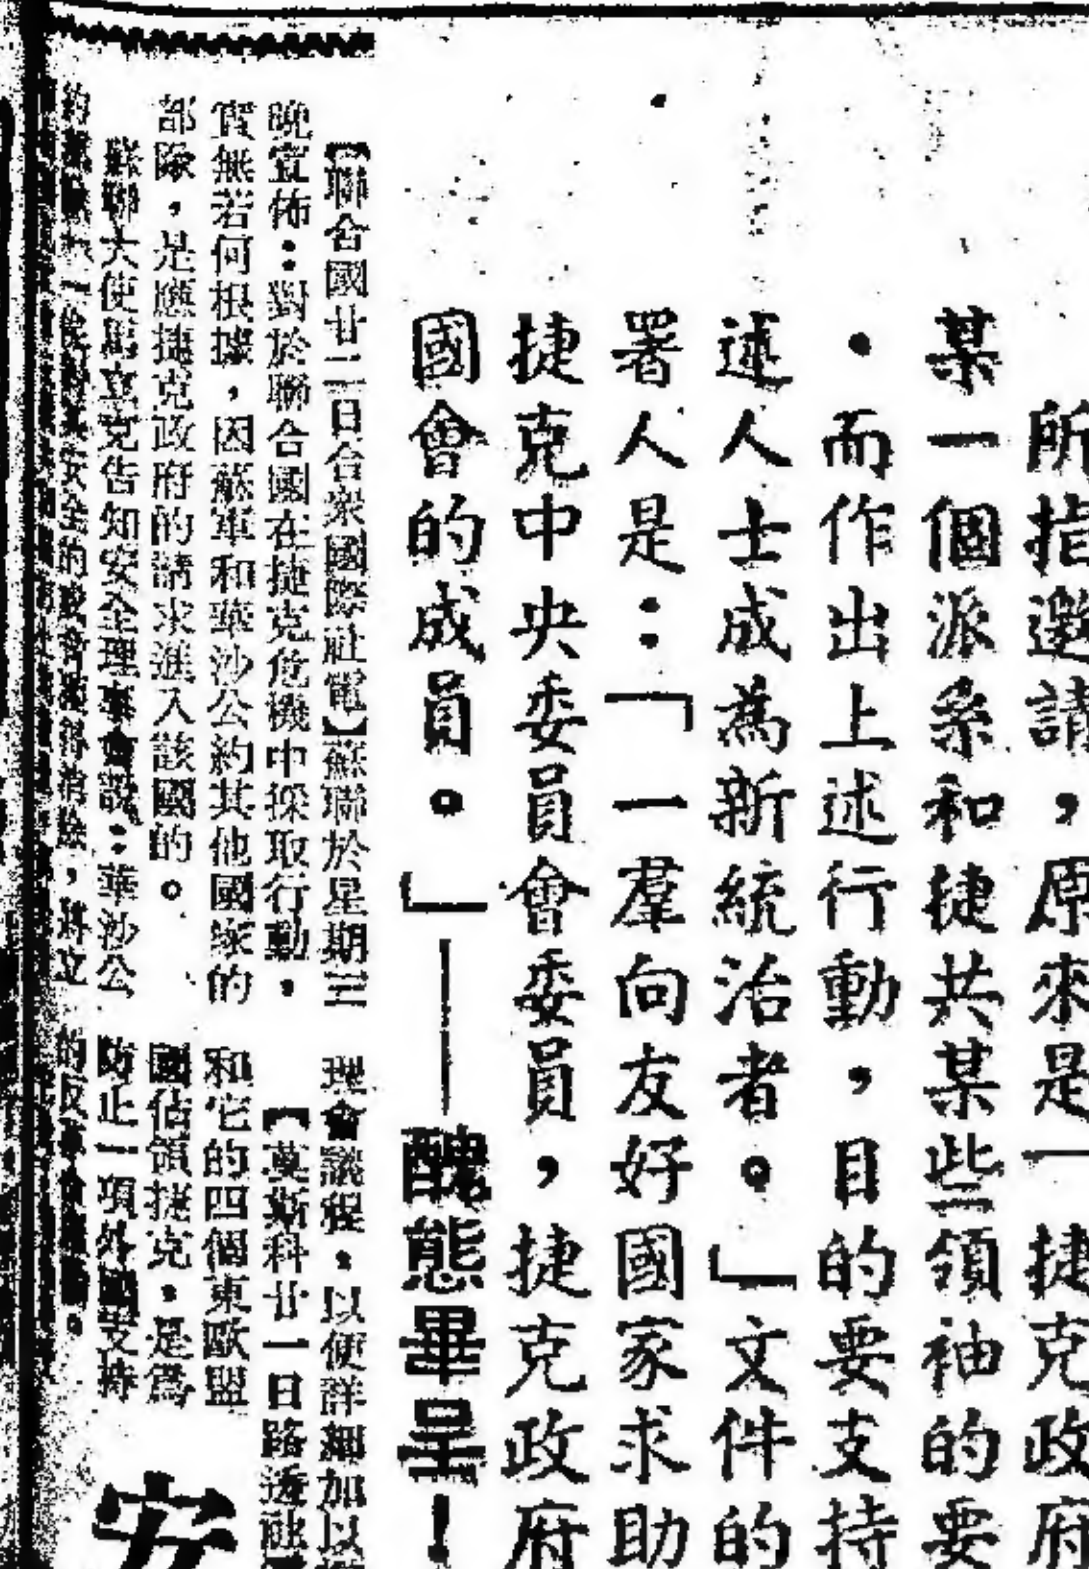 所指邀請，原來是一捷克政府
某一個派系和捷共某些領袖的要
·而作出上述行動，目的要支持
述人士成為新統治者。」文件的
署人是：「一羣向友好國家求助
捷克中央委員會委員，捷克政府
國會的成員。」——醜態畢呈！
【聯合國廿二日合衆國際社電】蘇聯於星期三
晚宣佈：對於聯合國在捷克危機中採取行動，
實無若何根據，因蘇軍和華沙公約其他國家的
部隊，是應捷克政府的請求進入該國的。
蘇聯大使馬立克告知安全理事會說：華沙公
理會議程，以便詳細加以
【莫斯科廿一日路透社
和它的四個東歐盟
國佔領捷克，是爲
防止一項外國支持
的反革命
安